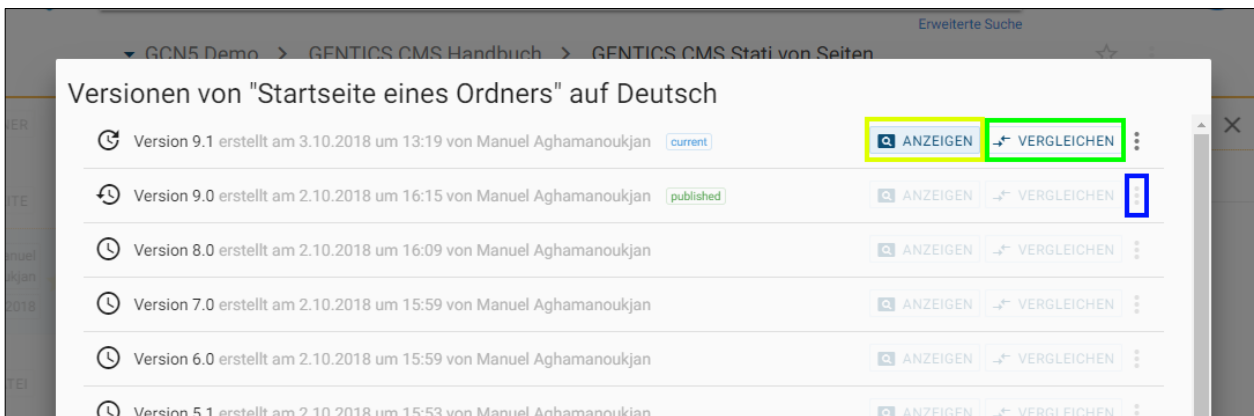 Erweiterte Suche
GCN5 Demo > GENTICS CMS Handbuch > GENTICS CMS Stati von Seiten
Versionen von "Startseite eines Ordners" auf Deutsch
Version 9.1 erstellt am 3.10.2018 um 13:19 von Manuel Aghamanoukjan current ANZEIGEN VERGLEICHEN
Version 9.0 erstellt am 2.10.2018 um 16:15 von Manuel Aghamanoukjan published ANZEIGEN VERGLEICHEN
Version 8.0 erstellt am 2.10.2018 um 16:09 von Manuel Aghamanoukjan ANZEIGEN VERGLEICHEN
Version 7.0 erstellt am 2.10.2018 um 15:59 von Manuel Aghamanoukjan ANZEIGEN VERGLEICHEN
Version 6.0 erstellt am 2.10.2018 um 15:59 von Manuel Aghamanoukjan ANZEIGEN VERGLEICHEN
Version 5.1 erstellt am 2.10.2018 um 15:53 von Manuel Aghamanoukjan ANZEIGEN VERGLEICHEN